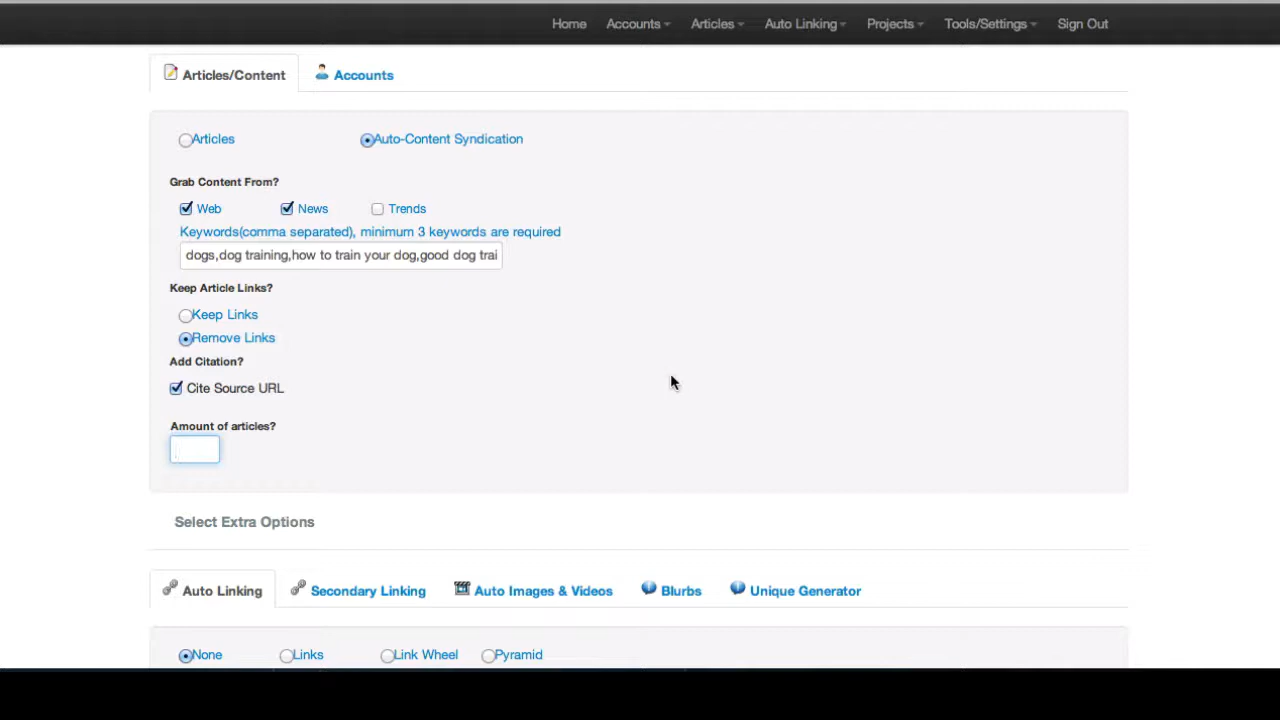 Home Accounts Articles Auto Linking Projects Tools/Settings Sign Out
Articles/Content Accounts
Articles Auto-Content Syndication
Grab Content From?
Web News Trends
Keywords(comma separated), minimum 3 keywords are required
dogs,dog training,how to train your dog,good dog trai
Keep Article Links?
Keep Links
Remove Links
Add Citation?
Cite Source URL
Amount of articles?
Select Extra Options
Auto Linking Secondary Linking Auto Images & Videos Blurbs Unique Generator
None Links Link Wheel Pyramid